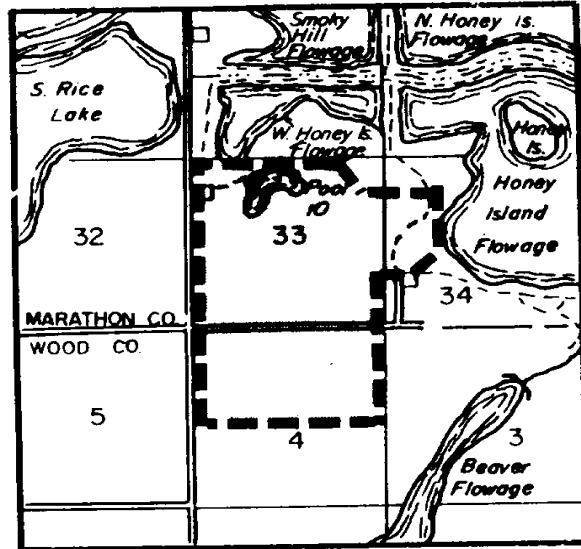 Smoky
Hill
Flowage
N. Honey Is.
Flowage
S. Rice
Lake
W. Honey Is.
Flowage
Honey
Is.
Pool
10
Honey
Island
Flowage
32
33
34
MARATHON CO.
WOOD CO.
5
4
3
Beaver
Flowage